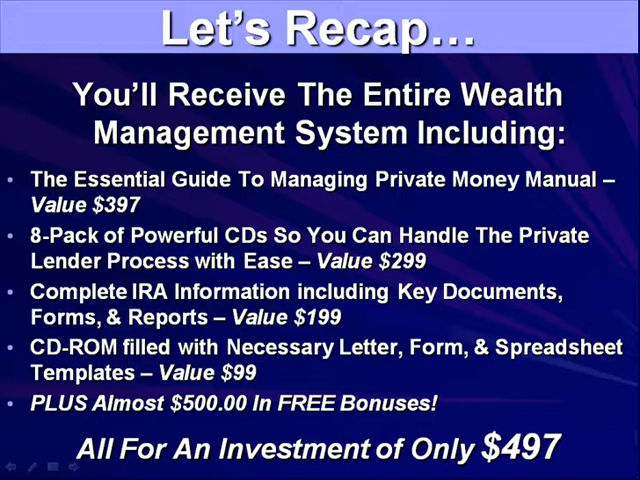 Let's Recap…
You'll Receive The Entire Wealth
Management System Including:
• The Essential Guide To Managing Private Money Manual –
Value $397
• 8-Pack of Powerful CDs So You Can Handle The Private
Lender Process with Ease – Value $299
• Complete IRA Information including Key Documents,
Forms, & Reports – Value $199
• CD-ROM filled with Necessary Letter, Form, & Spreadsheet
Templates – Value $99
• PLUS Almost $500.00 In FREE Bonuses!
All For An Investment of Only $497